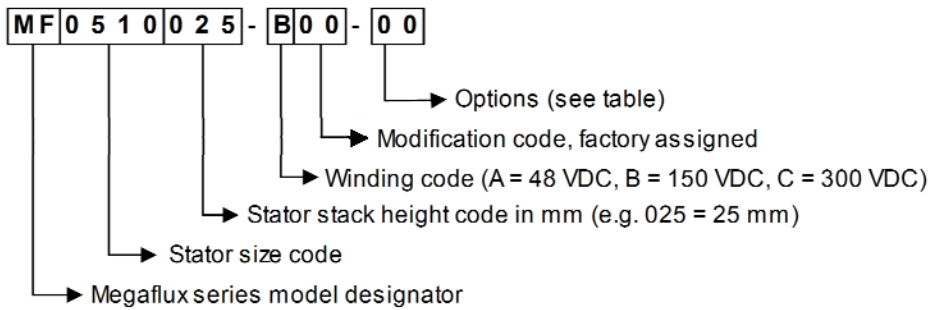 MF0510025-B00-00
Options (see table)
Modification code, factory assigned
Winding code (A = 48 VDC, B = 150 VDC, C = 300 VDC)
Stator stack height code in mm (e.g. 025 = 25 mm)
Stator size code
Megaflux series model designator